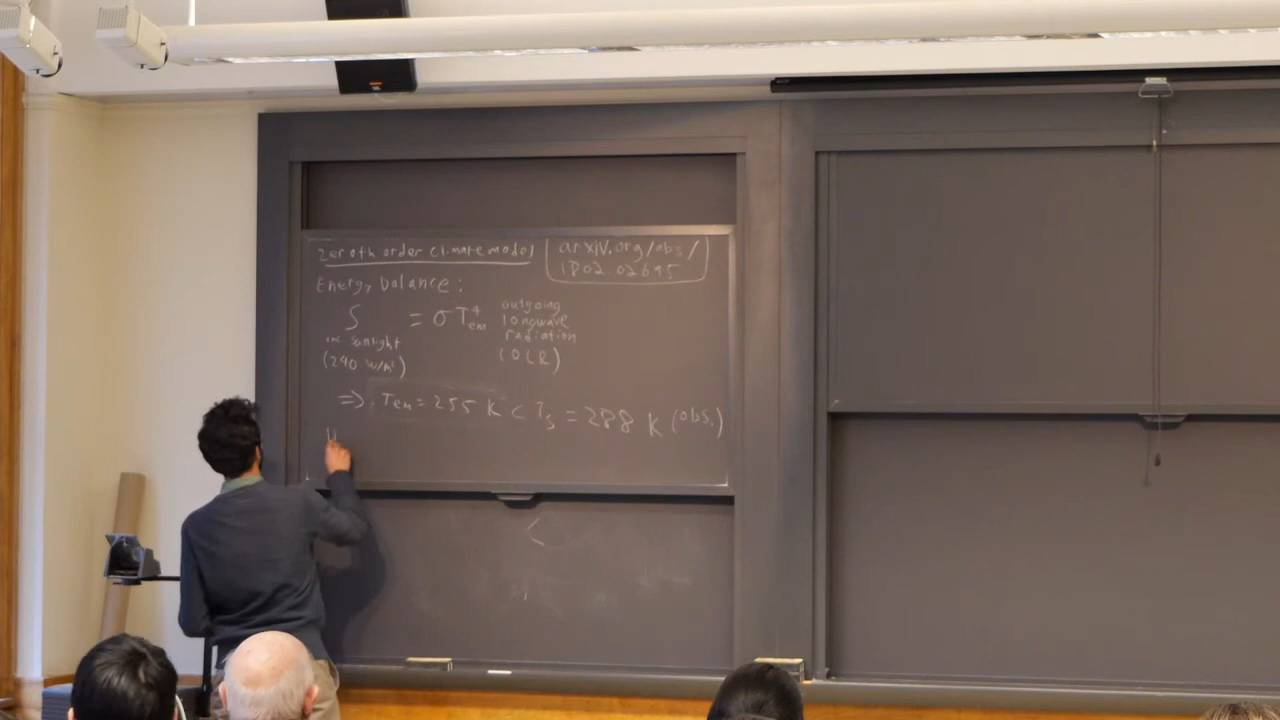 Zeroth order climate model
arxiv.org/abs/
1802.02695
Energy balance:
S = σT⁴em
sunlight
(240 W/m²)
outgoing
longwave
radiation
(OLR)
⇒ Tem = 255 K < Ts = 288 K (obs.)